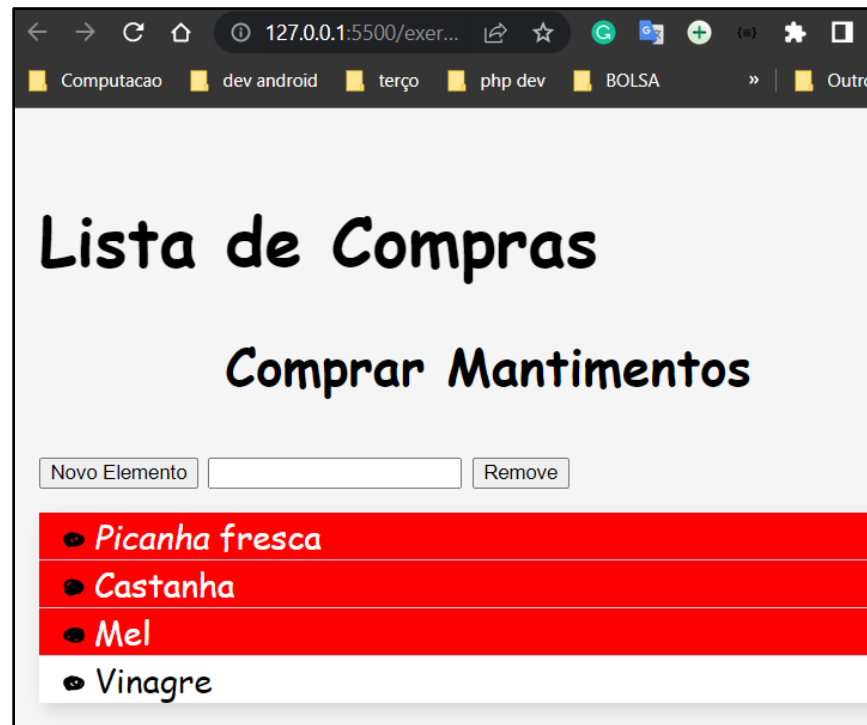 127.0.0.1:5500/exer...
Computacao dev android terço php dev BOLSA » Outro
Lista de Compras
Comprar Mantimentos
Novo Elemento Remove
Picanha fresca
Castanha
Mel
Vinagre